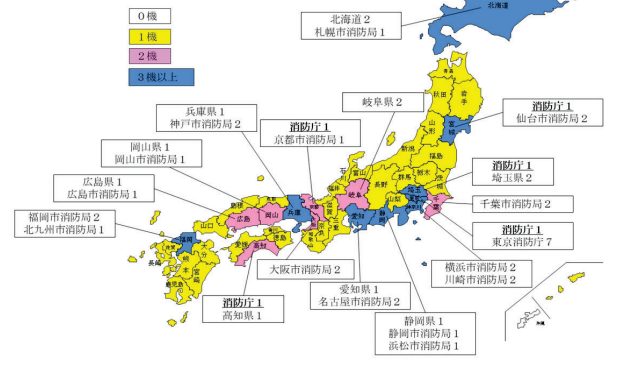 ０機
１機
２機
３機以上
北海道
北海道２
札幌市消防局１
岐阜県２
兵庫県１
神戸市消防局２
消防庁１
京都市消防局１
消防庁１
仙台市消防局２
岡山県１
岡山市消防局１
消防庁１
埼玉県２
広島県１
広島市消防局１
千葉市消防局２
福岡市消防局２
北九州市消防局１
消防庁１
東京消防庁７
大阪市消防局２
横浜市消防局２
川崎市消防局２
消防庁１
高知県１
愛知県１
名古屋市消防局２
静岡県１
静岡市消防局１
浜松市消防局１
青森
秋田
岩手
山形
宮城
福島
新潟
群馬
栃木
茨城
埼玉
千葉
神奈川
山梨
長野
富山
石川
福井
岐阜
静岡
愛知
三重
滋賀
京都
奈良
和歌山
兵庫
鳥取
島根
岡山
広島
山口
徳島
愛媛
高知
福岡
大分
長崎
熊本
宮崎
鹿児島
沖縄